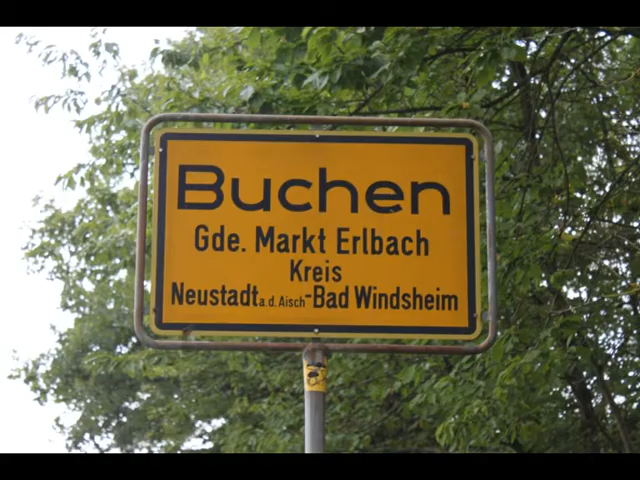 Buchen
Gde. Markt Erlbach
Kreis
Neustadt a.d. Aisch-Bad Windsheim